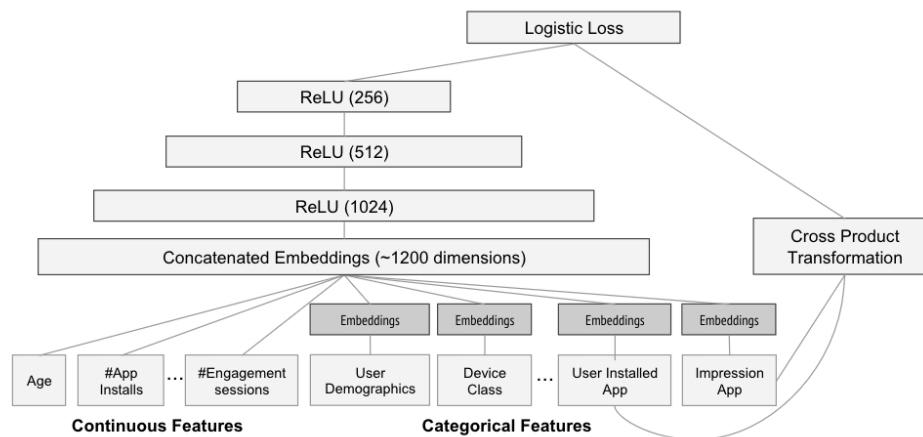 Logistic Loss
ReLU (256)
ReLU (512)
ReLU (1024)
Concatenated Embeddings (~1200 dimensions)
Cross Product
Transformation
Embeddings
Embeddings
Embeddings
Embeddings
Age
#App
Installs
...
#Engagement
sessions
User
Demographics
Device
Class
...
User Installed
App
Impression
App
Continuous Features
Categorical Features